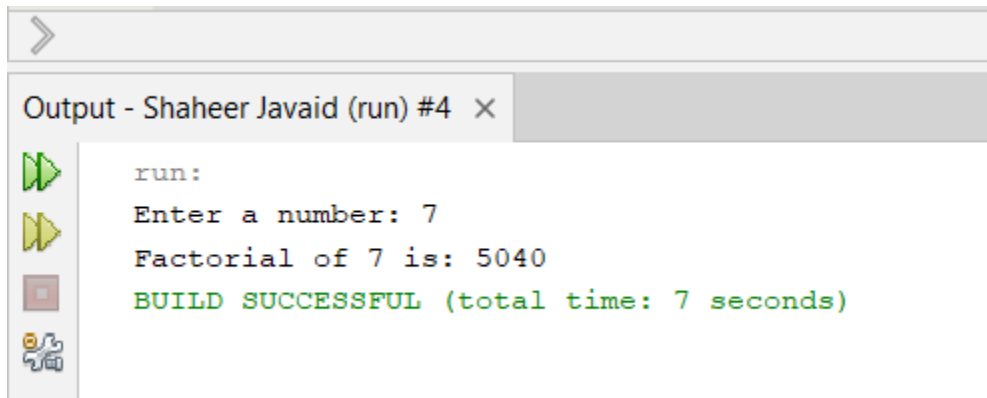 Output - Shaheer Javaid (run) #4
run:
Enter a number: 7
Factorial of 7 is: 5040
BUILD SUCCESSFUL (total time: 7 seconds)